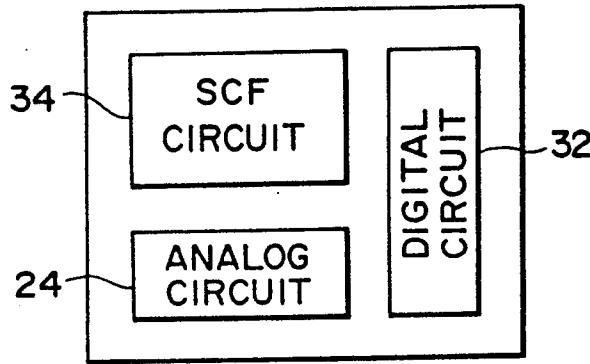 34
SCF
CIRCUIT
DIGITAL
CIRCUIT
32
24
ANALOG
CIRCUIT